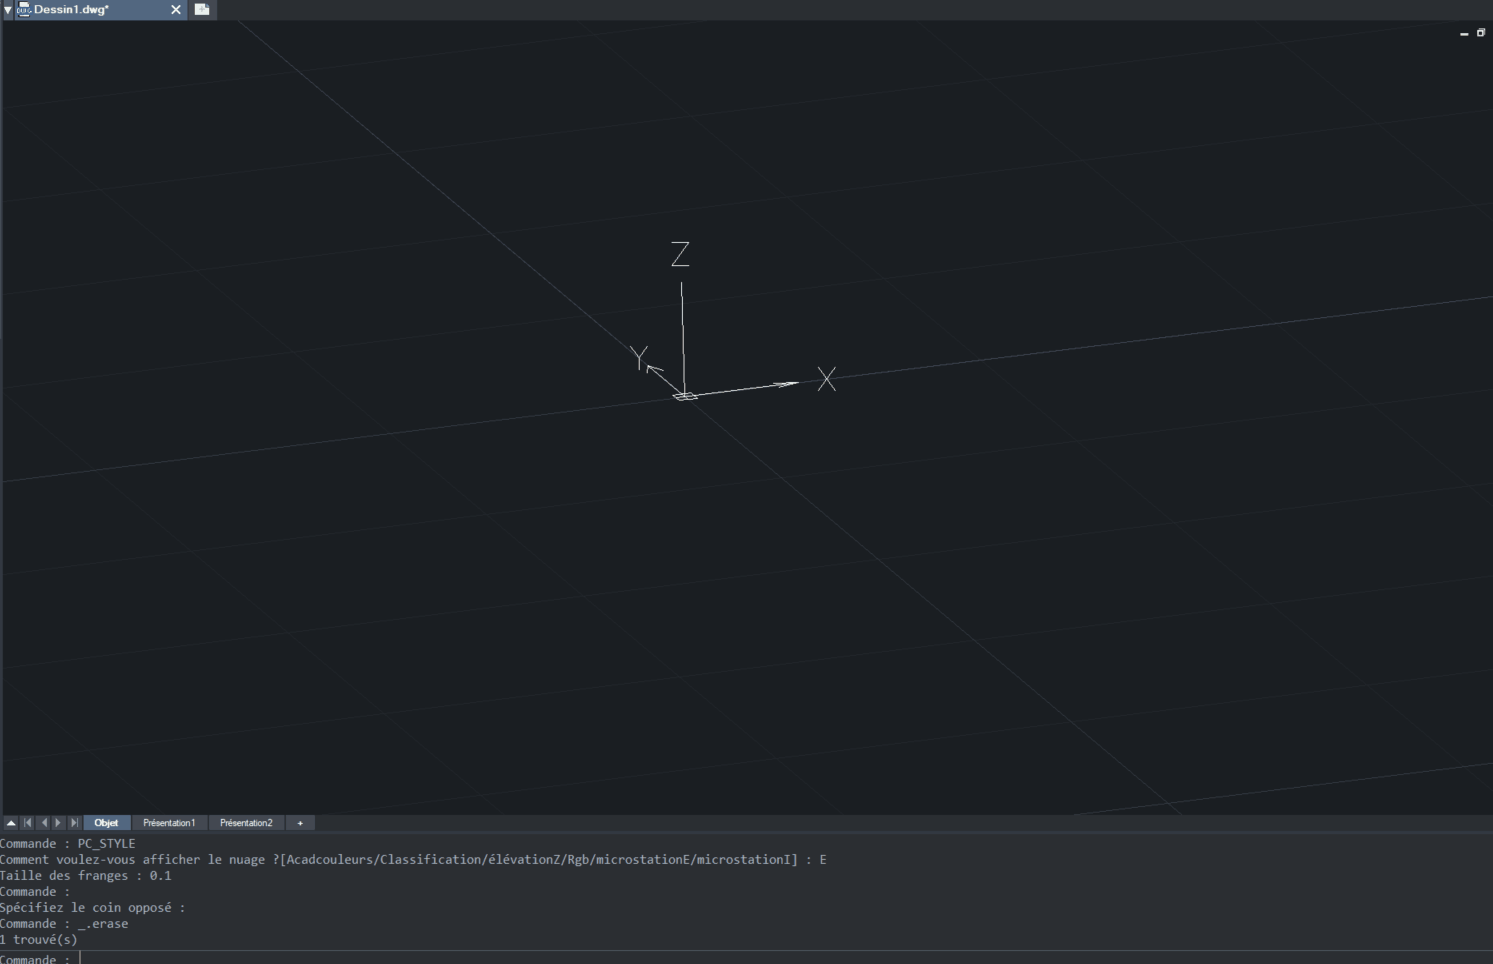 Dessin1.dwg*
Z
Y
X
Objet Présentation1 Présentation2 +
Commande : PC_STYLE
Comment voulez-vous afficher le nuage ?[Acadcouleurs/Classification/élévationZ/Rgb/microstationE/microstationI] : E
Taille des franges : 0.1
Commande :
Spécifiez le coin opposé :
Commande : _.erase
1 trouvé(s)
Commande :